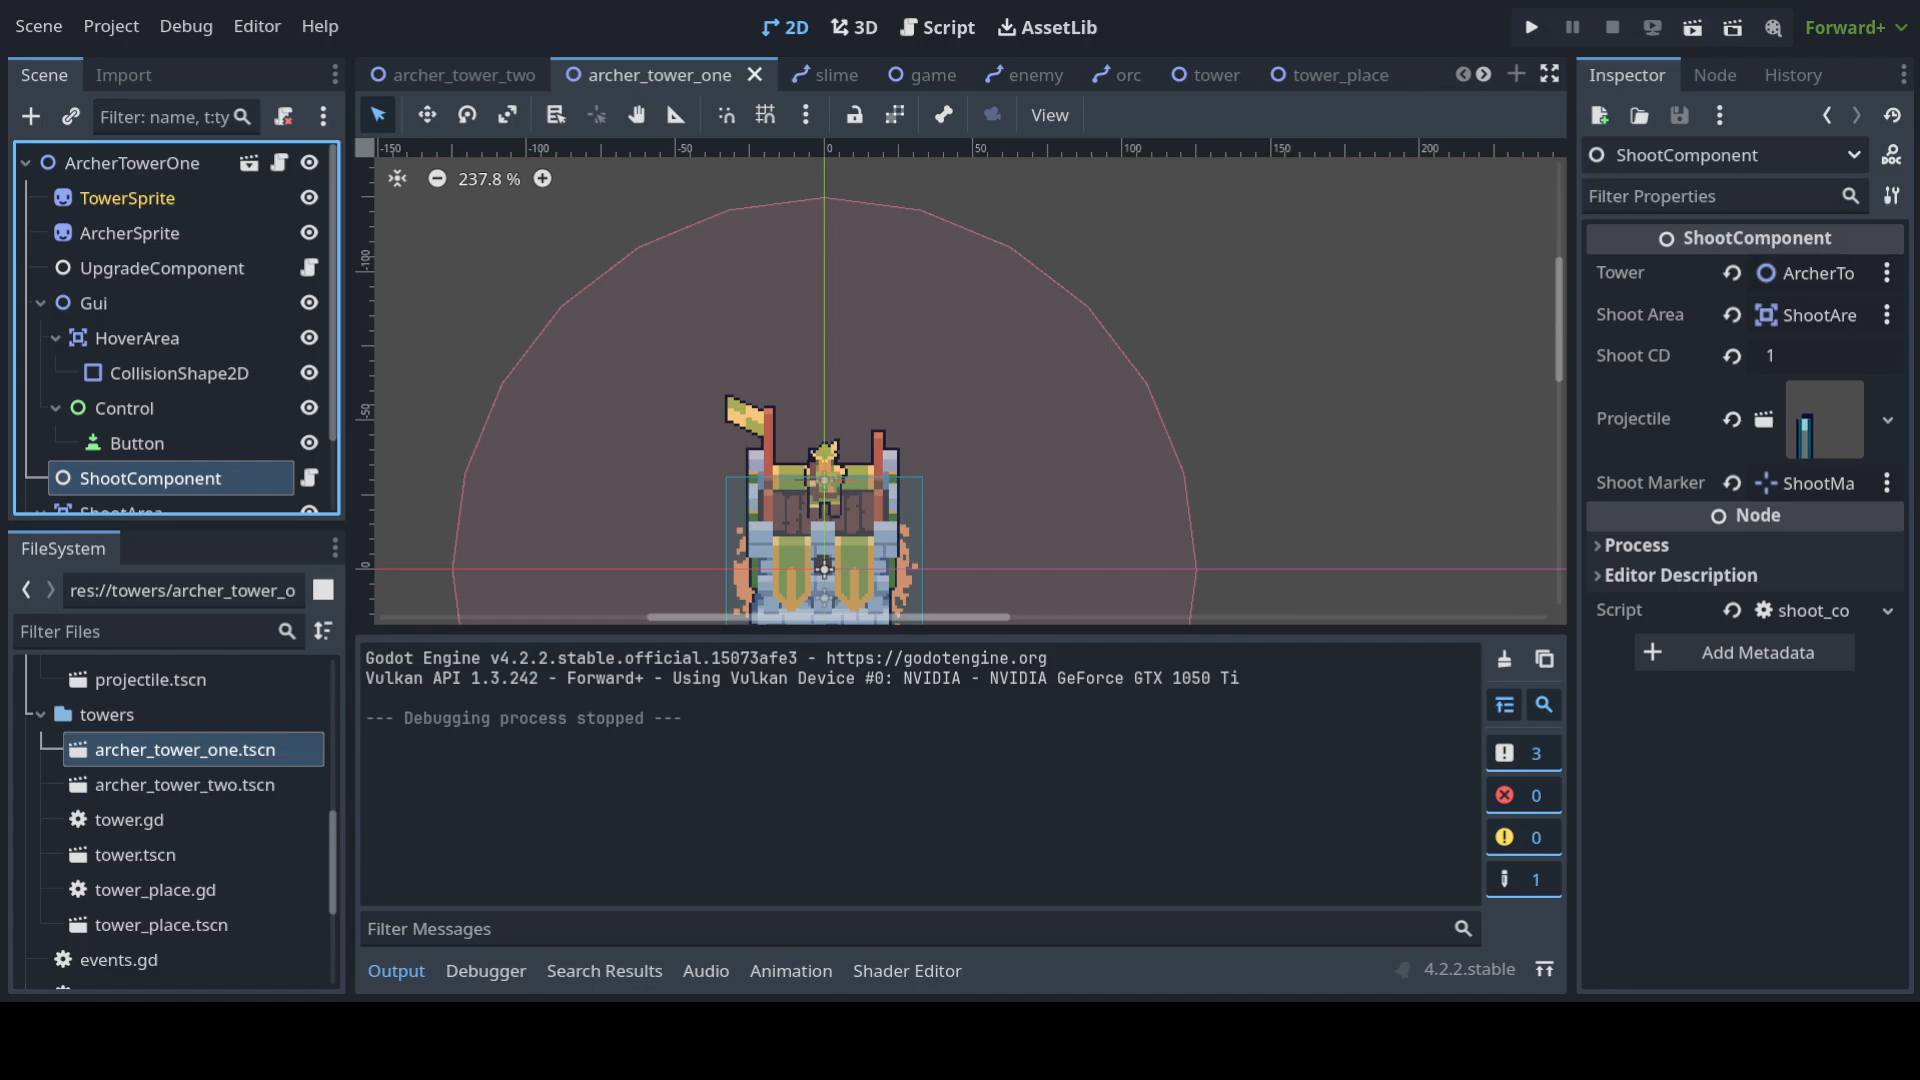 Scene Project Debug Editor Help
2D 3D Script AssetLib
Forward+
Scene Import
Filter: name, t:ty
ArcherTowerOne
TowerSprite
ArcherSprite
UpgradeComponent
Gui
HoverArea
CollisionShape2D
Control
Button
ShootComponent
ShootArea
FileSystem
res://towers/archer_tower_o
Filter Files
projectile.tscn
towers
archer_tower_one.tscn
archer_tower_two.tscn
tower.gd
tower.tscn
tower_place.gd
tower_place.tscn
events.gd
archer_tower_two archer_tower_one slime game enemy orc tower tower_place
View
-150 -100 -50 0 50 100 150 200
-100
-50
0
237.8 %
Godot Engine v4.2.2.stable.official.15073afe3 - https://godotengine.org
Vulkan API 1.3.242 - Forward+ - Using Vulkan Device #0: NVIDIA - NVIDIA GeForce GTX 1050 Ti
--- Debugging process stopped ---
3
0
0
1
Filter Messages
Output Debugger Search Results Audio Animation Shader Editor
4.2.2.stable
Inspector Node History
ShootComponent
Filter Properties
ShootComponent
Tower ArcherTo
Shoot Area ShootAre
Shoot CD 1
Projectile
Shoot Marker ShootMa
Node
Process
Editor Description
Script shoot_co
Add Metadata